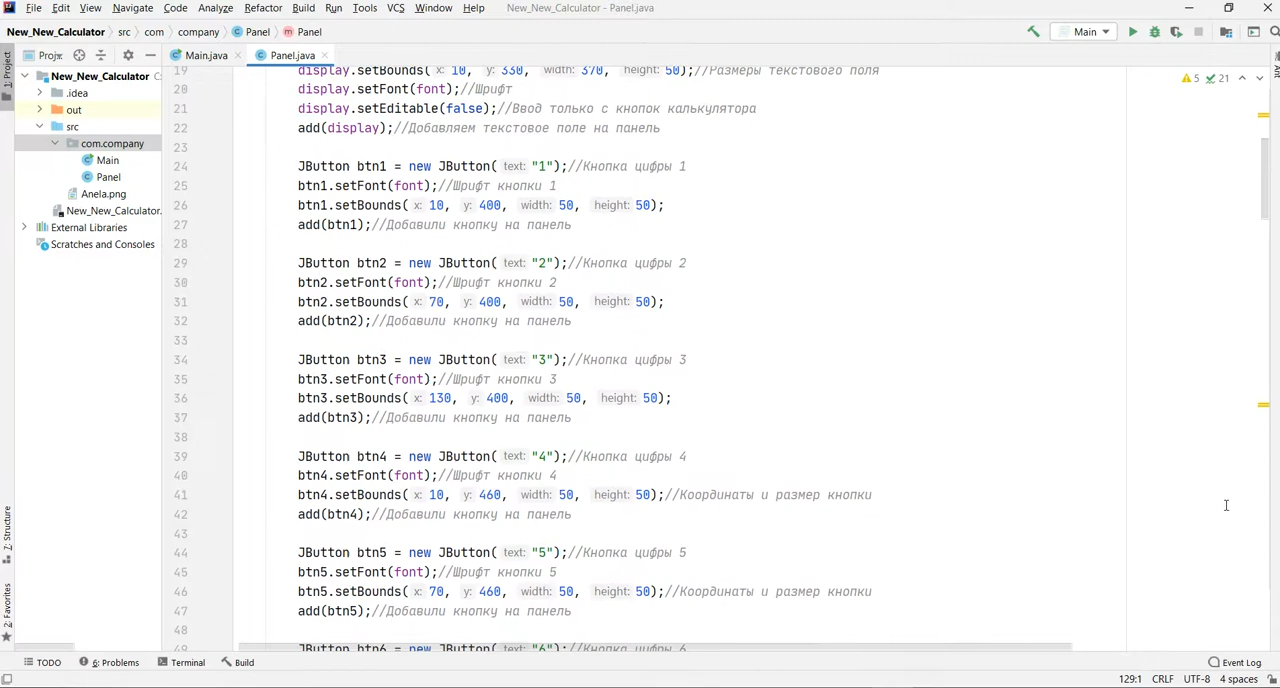 File Edit View Navigate Code Analyze Refactor Build Run Tools VCS Window Help New_New_Calculator - Panel.java
New_New_Calculator › src › com › company › Panel › Panel Main
1: Project
Proje
Main.java
Panel.java
New_New_Calculator C:
.idea
out
src
com.company
Main
Panel
Anela.png
New_New_Calculator.
External Libraries
Scratches and Consoles
5 21
19 display.setBounds( x: 10, y: 330, width: 370, height: 50);//Размеры текстового поля
20 display.setFont(font);//Шрифт
21 display.setEditable(false);//Ввод только с кнопок калькулятора
22 add(display);//Добавляем текстовое поле на панель
23
24 JButton btn1 = new JButton( text: "1");//Кнопка цифры 1
25 btn1.setFont(font);//Шрифт кнопки 1
26 btn1.setBounds( x: 10, y: 400, width: 50, height: 50);
27 add(btn1);//Добавили кнопку на панель
28
29 JButton btn2 = new JButton( text: "2");//Кнопка цифры 2
30 btn2.setFont(font);//Шрифт кнопки 2
31 btn2.setBounds( x: 70, y: 400, width: 50, height: 50);
32 add(btn2);//Добавили кнопку на панель
33
34 JButton btn3 = new JButton( text: "3");//Кнопка цифры 3
35 btn3.setFont(font);//Шрифт кнопки 3
36 btn3.setBounds( x: 130, y: 400, width: 50, height: 50);
37 add(btn3);//Добавили кнопку на панель
38
39 JButton btn4 = new JButton( text: "4");//Кнопка цифры 4
40 btn4.setFont(font);//Шрифт кнопки 4
41 btn4.setBounds( x: 10, y: 460, width: 50, height: 50);//Координаты и размер кнопки
42 add(btn4);//Добавили кнопку на панель
43
44 JButton btn5 = new JButton( text: "5");//Кнопка цифры 5
45 btn5.setFont(font);//Шрифт кнопки 5
46 btn5.setBounds( x: 70, y: 460, width: 50, height: 50);//Координаты и размер кнопки
47 add(btn5);//Добавили кнопку на панель
48
49 JButton btn6 = new JButton( text: "6");//Кнопка цифры 6
7: Structure
2: Favorites
TODO 6: Problems Terminal Build Event Log
129:1 CRLF UTF-8 4 spaces